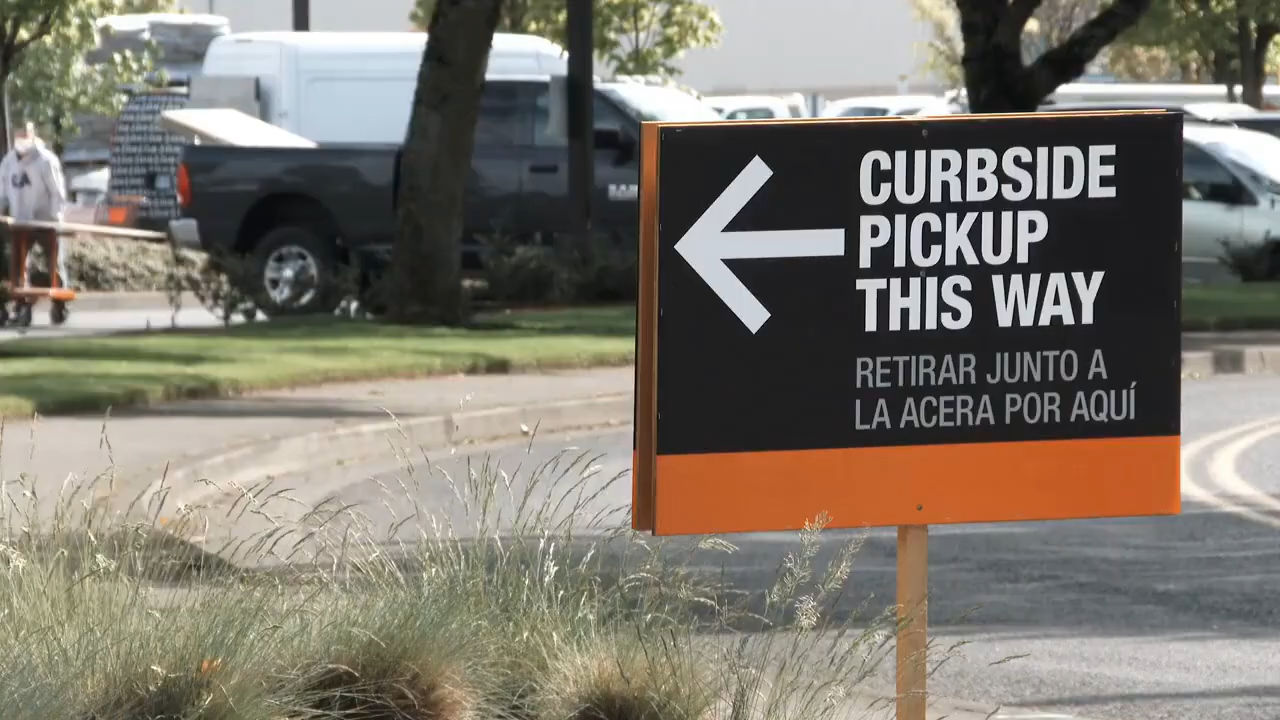 CURBSIDE
PICKUP
THIS WAY
RETIRAR JUNTO A
LA ACERA POR AQUÍ